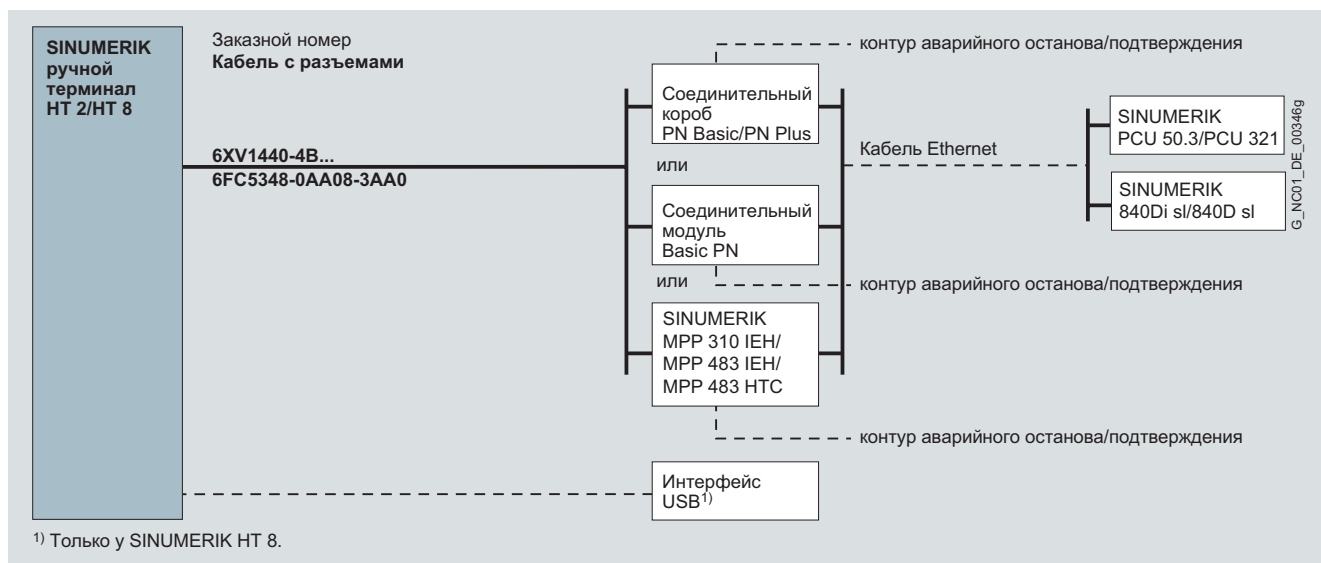 SINUMERIK
ручной
терминал
HT 2/HT 8
Заказной номер
Кабель с разъемами
6XV1440-4B...
6FC5348-0AA08-3AA0
контур аварийного останова/подтверждения
Соединительный
короб
PN Basic/PN Plus
или
Соединительный
модуль
Basic PN
или
контур аварийного останова/подтверждения
SINUMERIK
MPP 310 IEH/
MPP 483 IEH/
MPP 483 HTC
контур аварийного останова/подтверждения
Интерфейс
USB1)
Кабель Ethernet
SINUMERIK
PCU 50.3/PCU 321
SINUMERIK
840Di sl/840D sl
G_NC01_DE_00346g
1) Только у SINUMERIK HT 8.